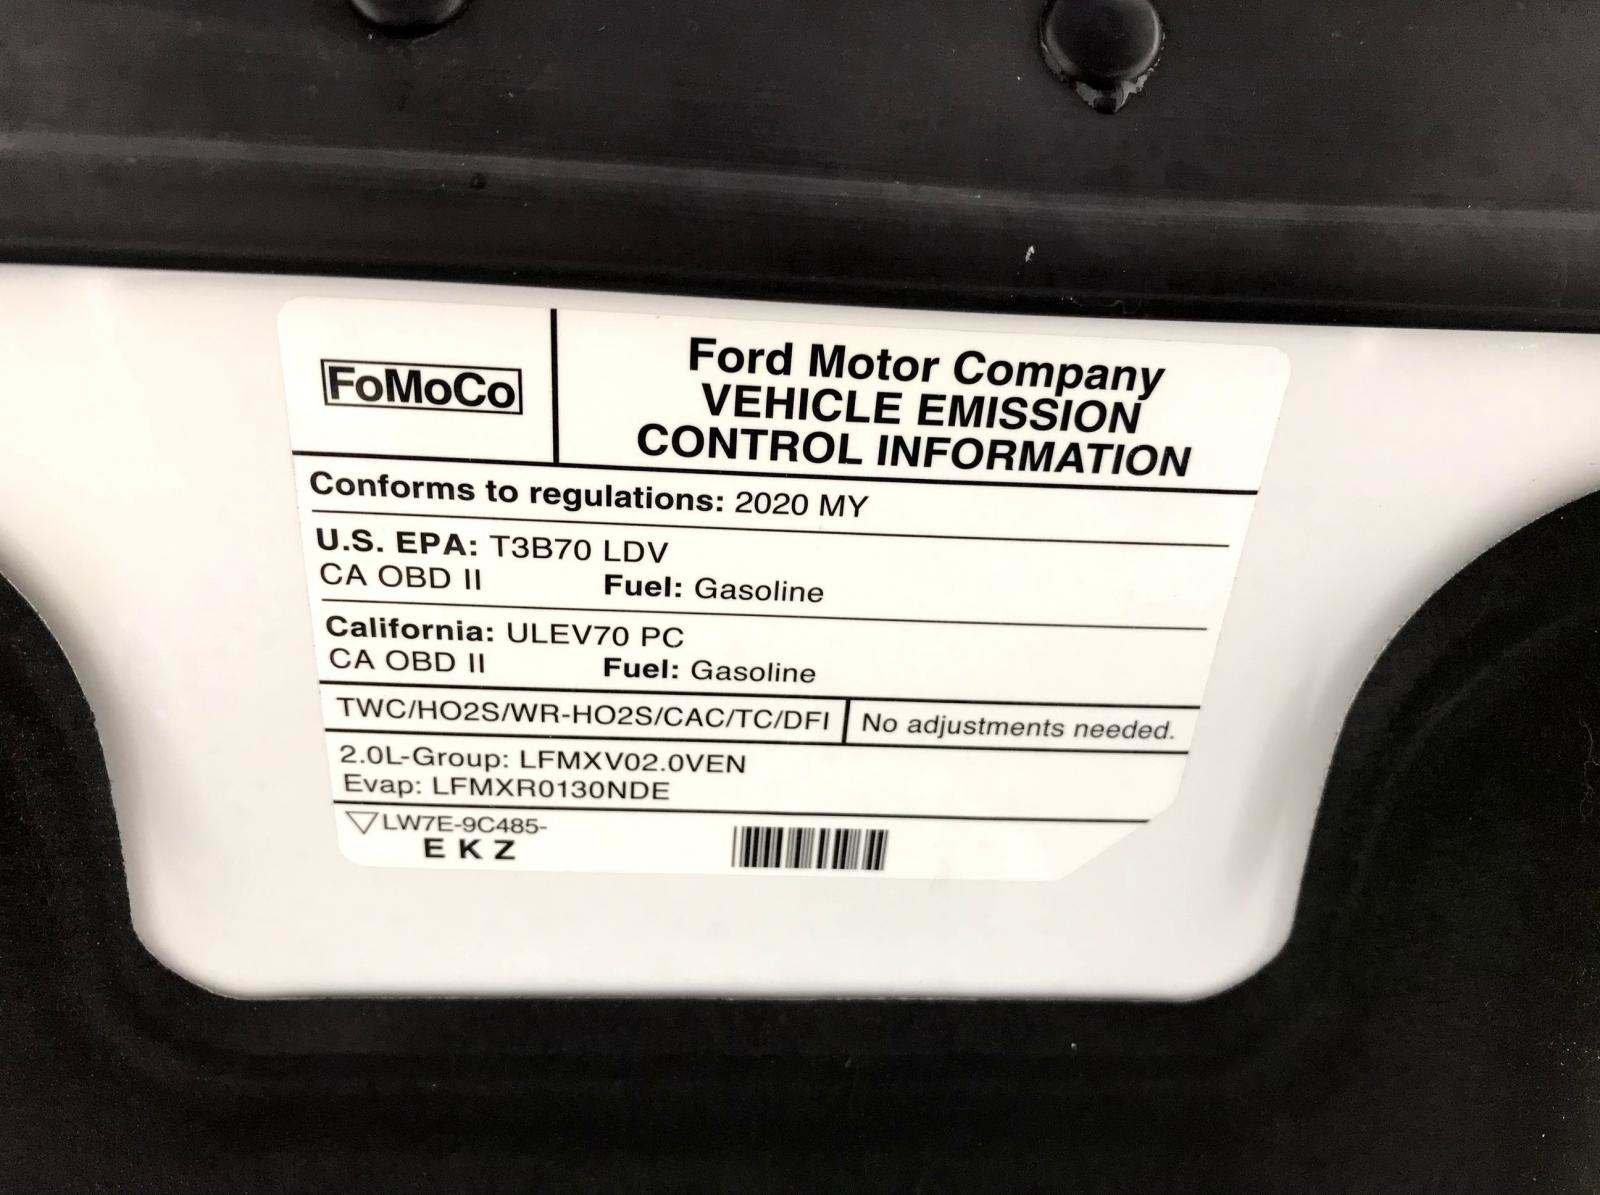 FoMoCo
Ford Motor Company
VEHICLE EMISSION
CONTROL INFORMATION
Conforms to regulations: 2020 MY
U.S. EPA: T3B70 LDV
CA OBD II Fuel: Gasoline
California: ULEV70 PC
CA OBD II Fuel: Gasoline
TWC/HO2S/WR-HO2S/CAC/TC/DFI No adjustments needed.
2.0L-Group: LFMXV02.0VEN
Evap: LFMXR0130NDE
LW7E-9C485-
E K Z